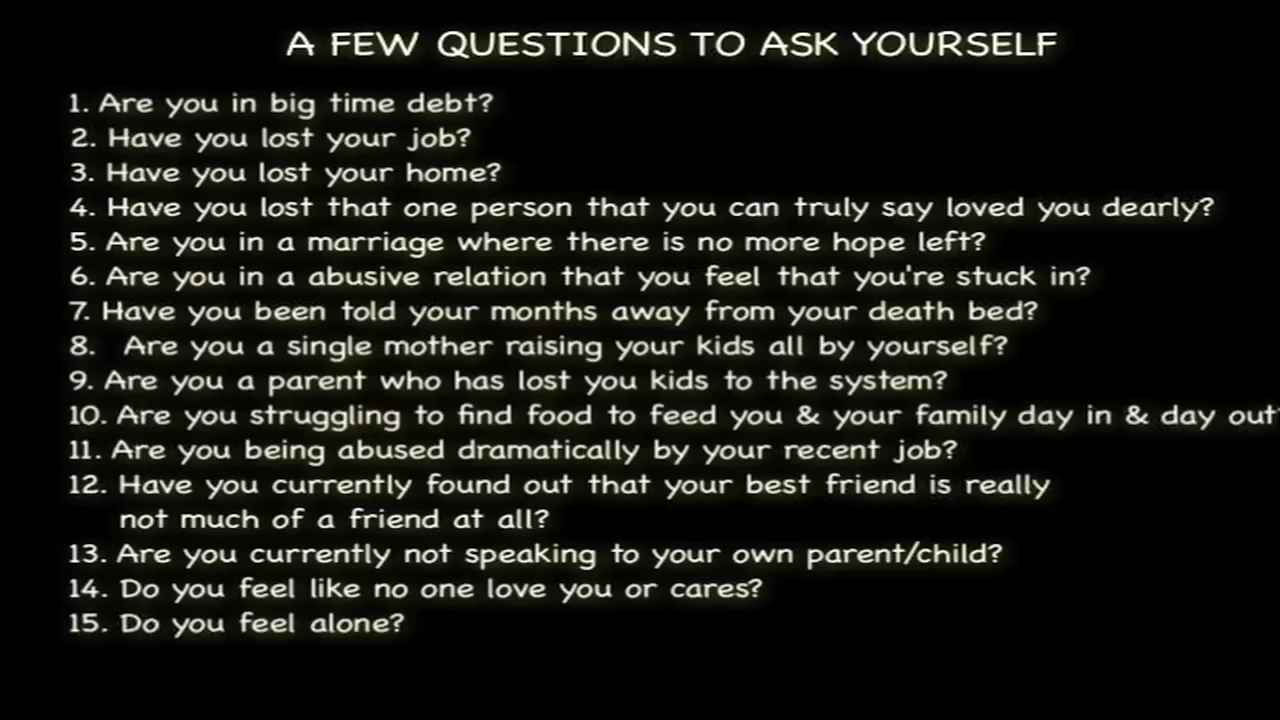 A FEW QUESTIONS TO ASK YOURSELF
1. Are you in big time debt?
2. Have you lost your job?
3. Have you lost your home?
4. Have you lost that one person that you can truly say loved you dearly?
5. Are you in a marriage where there is no more hope left?
6. Are you in a abusive relation that you feel that you're stuck in?
7. Have you been told your months away from your death bed?
8. Are you a single mother raising your kids all by yourself?
9. Are you a parent who has lost you kids to the system?
10. Are you struggling to find food to feed you & your family day in & day out
11. Are you being abused dramatically by your recent job?
12. Have you currently found out that your best friend is really
not much of a friend at all?
13. Are you currently not speaking to your own parent/child?
14. Do you feel like no one love you or cares?
15. Do you feel alone?